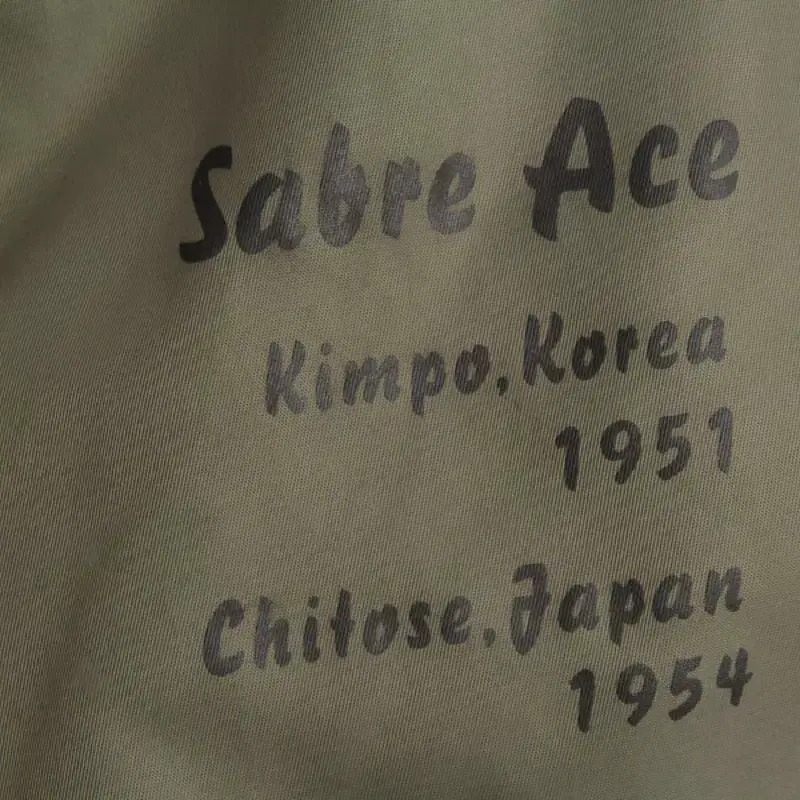 Sabre Ace
Kimpo, Korea
1951
Chitose, Japan
1954